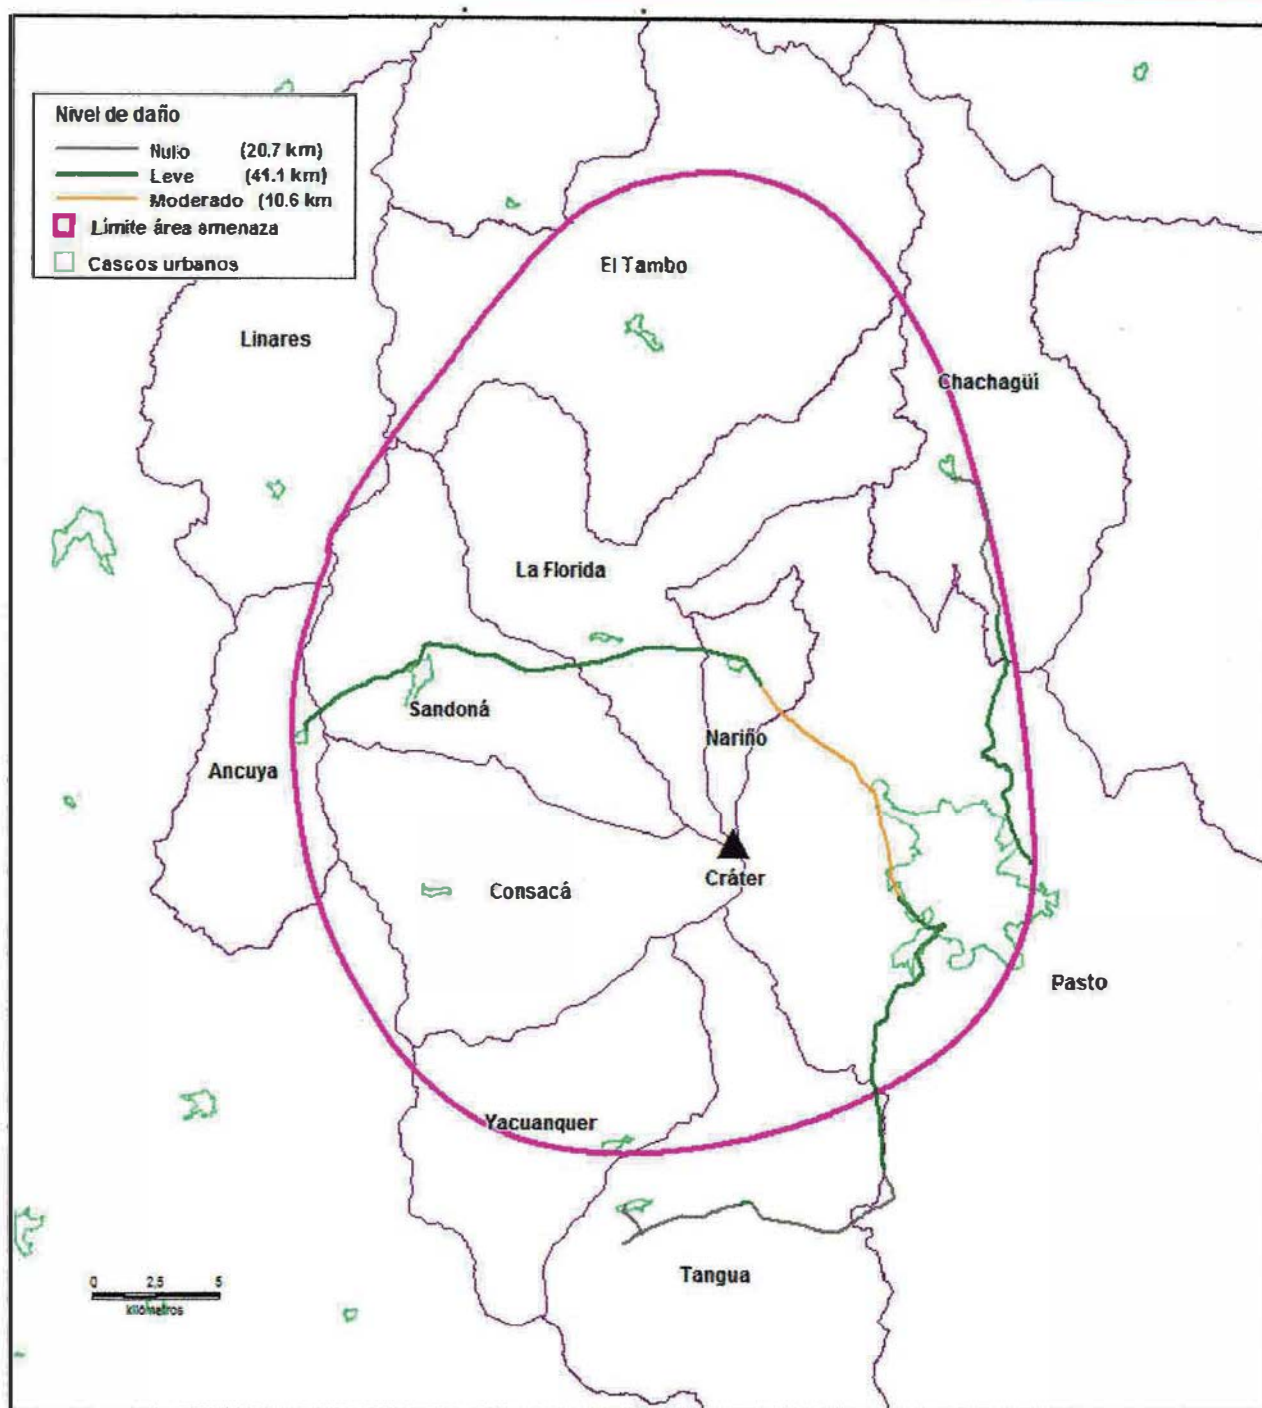 Nivel de daño
Nulo (20.7 km)
Leve (41.1 km)
Moderado (10.6 km
Límite área amenaza
Cascos urbanos
El Tambo
Linares
Chachagüí
La Florida
Sandoná
Nariño
Ancuya
Cráter
Consacá
Pasto
Yacuanquer
Tangua
0 2,5 5
kilómetros